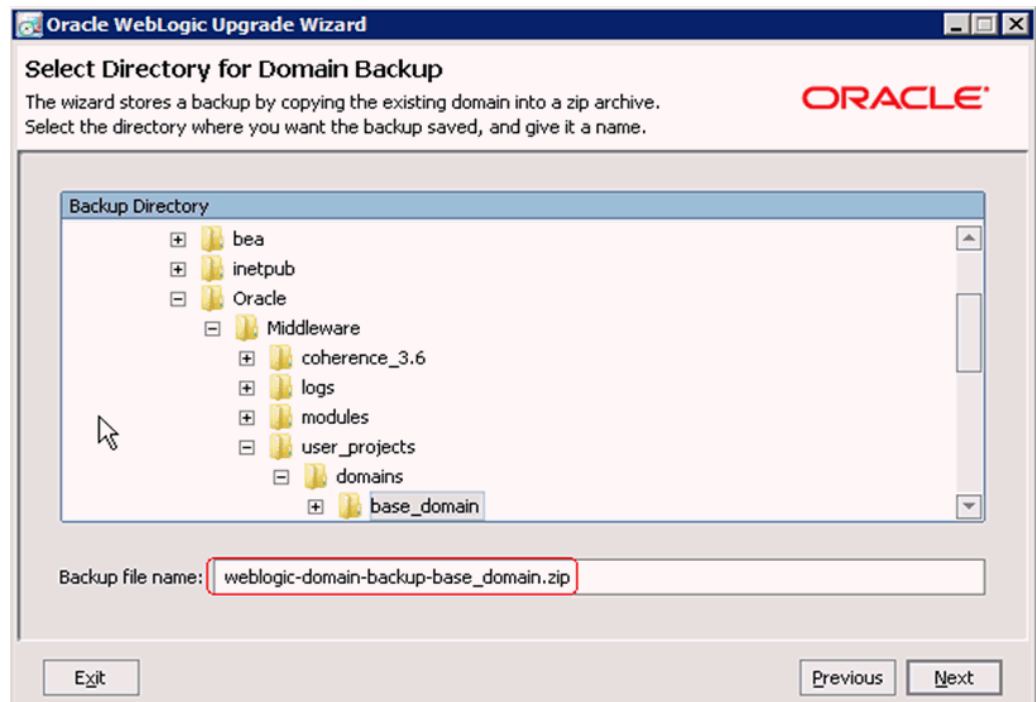 Oracle WebLogic Upgrade Wizard
Select Directory for Domain Backup
The wizard stores a backup by copying the existing domain into a zip archive.
Select the directory where you want the backup saved, and give it a name.
ORACLE
Backup Directory
bea
inetpub
Oracle
Middleware
coherence_3.6
logs
modules
user_projects
domains
base_domain
Backup file name: weblogic-domain-backup-base_domain.zip
Exit Previous Next